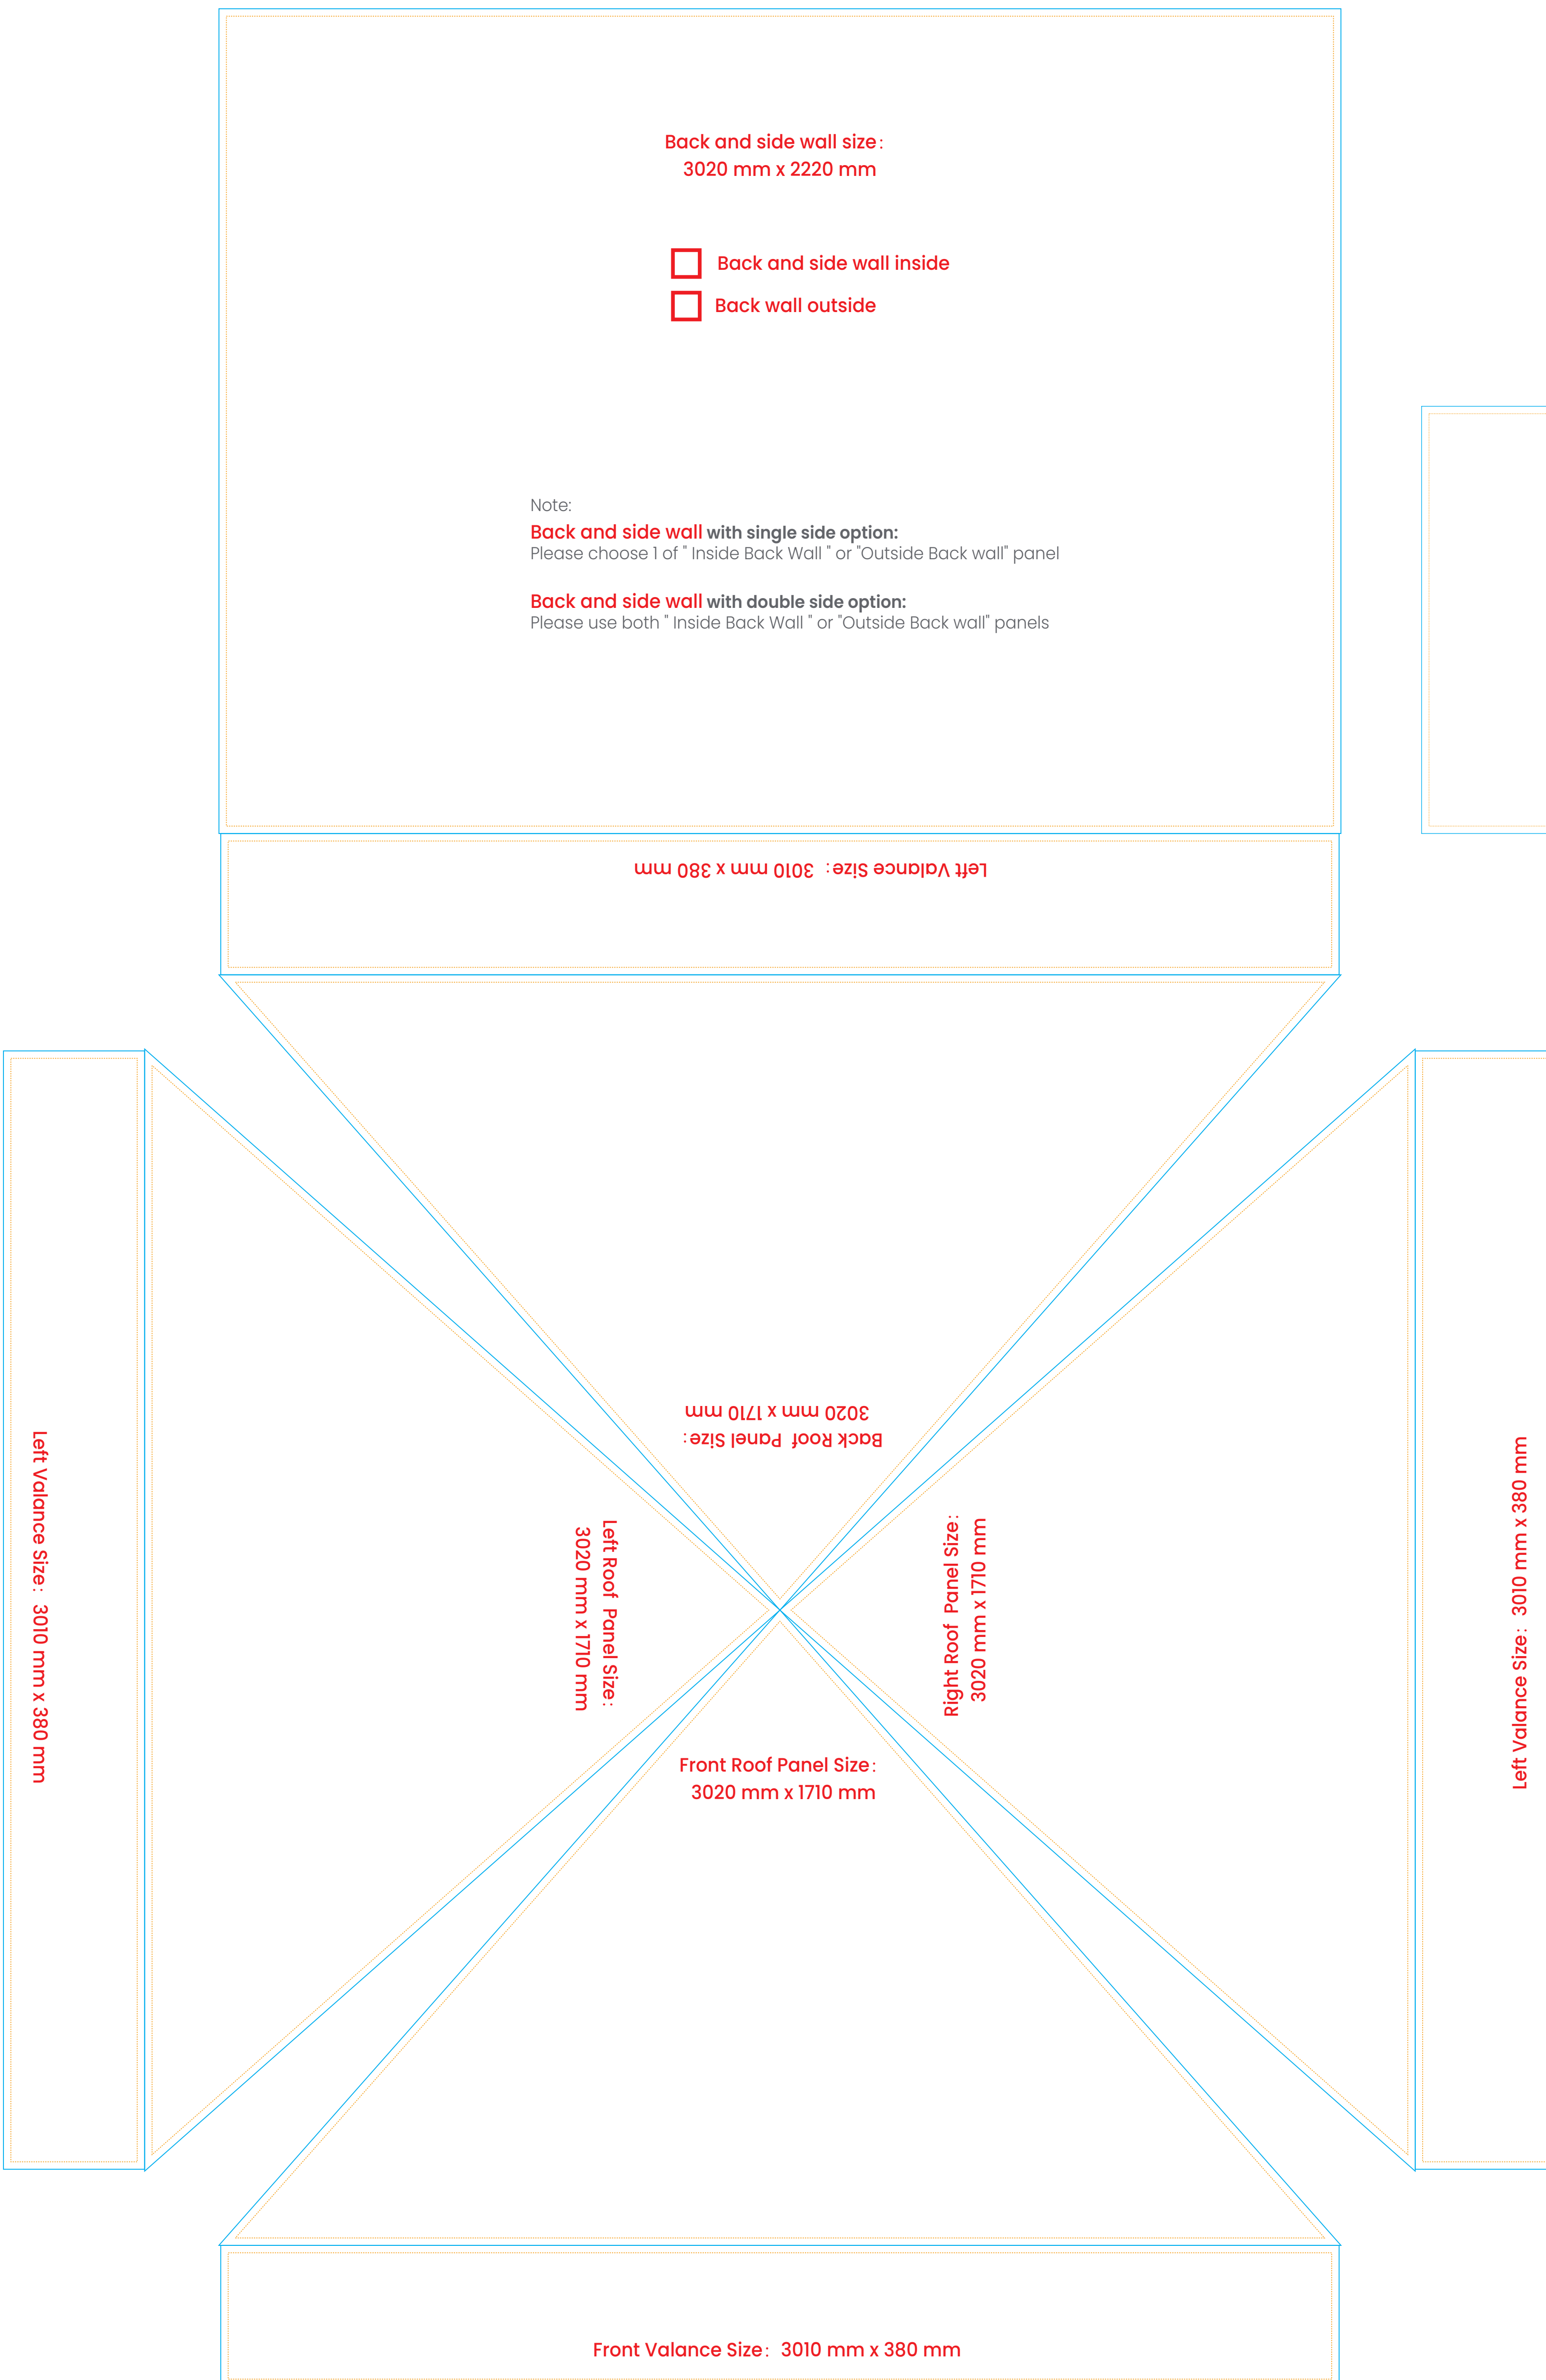 Back and side wall size:
3020 mm x 2220 mm
Back and side wall inside
Back wall outside
Note:
Back and side wall with single side option:
Please choose 1 of " Inside Back Wall " or "Outside Back wall" panel
Back and side wall with double side option:
Please use both " Inside Back Wall " or "Outside Back wall" panels
Left Valance Size: 3010 mm x 380 mm
Back Roof Panel Size:
3020 mm x 1710 mm
Left Valance Size: 3010 mm x 380 mm
Left Roof Panel Size:
3020 mm x 1710 mm
Right Roof Panel Size:
3020 mm x 1710 mm
Left Valance Size: 3010 mm x 380 mm
Front Roof Panel Size:
3020 mm x 1710 mm
Front Valance Size: 3010 mm x 380 mm